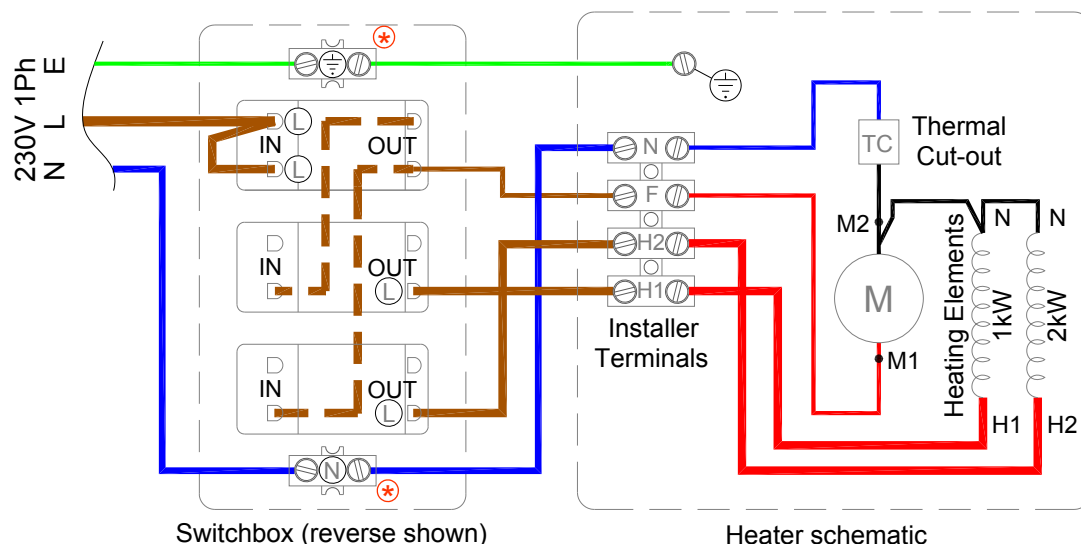 230V 1Ph
E
L
N
*
L
IN
L
OUT
IN
OUT
L
IN
OUT
L
N
*
Switchbox (reverse shown)
N
F
H2
H1
Installer
Terminals
TC
Thermal
Cut-out
M2
M
M1
Heating Elements
N
N
1kW
2kW
H1
H2
Heater schematic